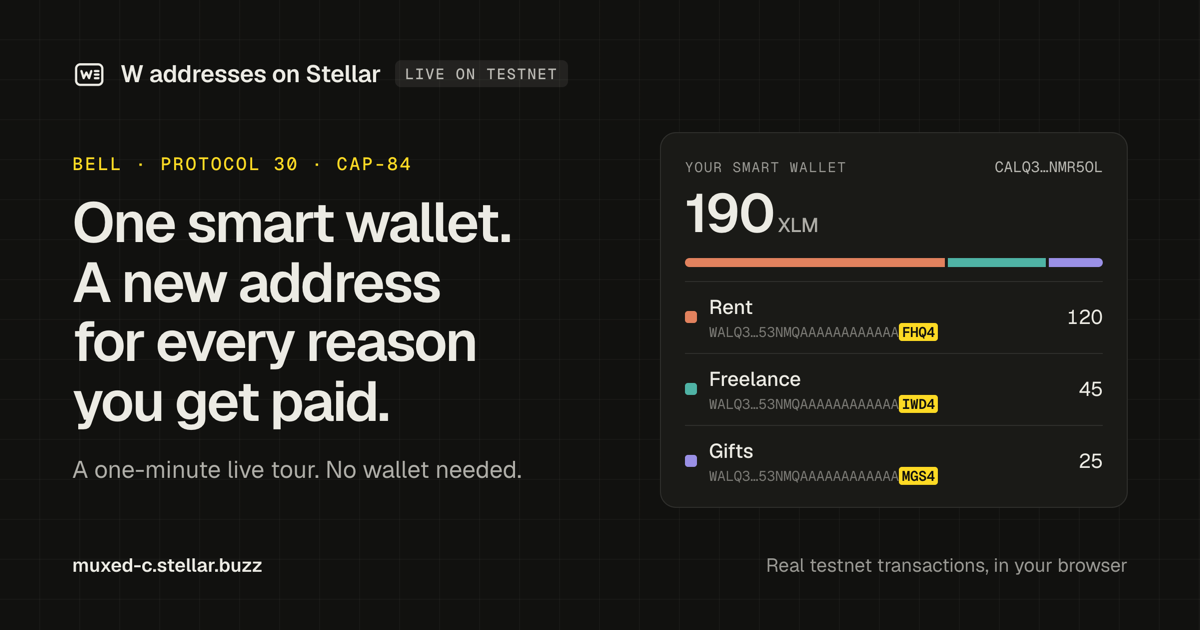 W≡
W addresses on Stellar
LIVE ON TESTNET
BELL · PROTOCOL 30 · CAP-84
One smart wallet.
A new address
for every reason
you get paid.
A one-minute live tour. No wallet needed.
muxed-c.stellar.buzz
YOUR SMART WALLET
CALQ3…NMR5OL
190 XLM
Rent
120
WALQ3…53NMQAAAAAAAAAAAAFHQ4
Freelance
45
WALQ3…53NMQAAAAAAAAAAAAIWD4
Gifts
25
WALQ3…53NMQAAAAAAAAAAAAMGS4
Real testnet transactions, in your browser